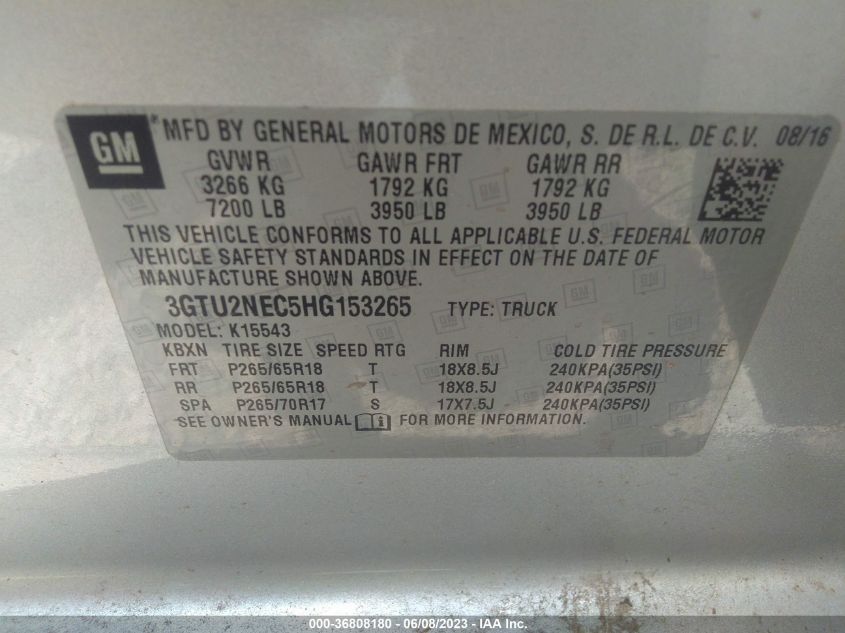 GM MFD BY GENERAL MOTORS DE MEXICO, S. DE R.L. DE C.V. 08/16
GVWR GAWR FRT GAWR RR
3266 KG 1792 KG 1792 KG
7200 LB 3950 LB 3950 LB
THIS VEHICLE CONFORMS TO ALL APPLICABLE U.S. FEDERAL MOTOR
VEHICLE SAFETY STANDARDS IN EFFECT ON THE DATE OF
MANUFACTURE SHOWN ABOVE.
3GTU2NEC5HG153265 TYPE: TRUCK
MODEL: K15543
KBXN TIRE SIZE SPEED RTG RIM COLD TIRE PRESSURE
FRT P265/65R18 T 18X8.5J 240KPA(35PSI)
RR P265/65R18 T 18X8.5J 240KPA(35PSI)
SPA P265/70R17 S 17X7.5J 240KPA(35PSI)
SEE OWNER'S MANUAL FOR MORE INFORMATION.
000-36808180 - 06/08/2023 - IAA Inc.